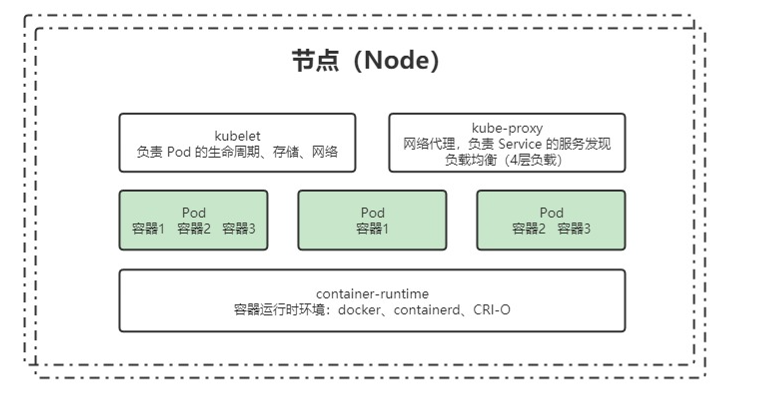 节点（Node）
kubelet
负责 Pod 的生命周期、存储、网络
kube-proxy
网络代理，负责 Service 的服务发现
负载均衡（4层负载）
Pod
容器1 容器2 容器3
Pod
容器1
Pod
容器2 容器3
container-runtime
容器运行时环境：docker、containerd、CRI-O